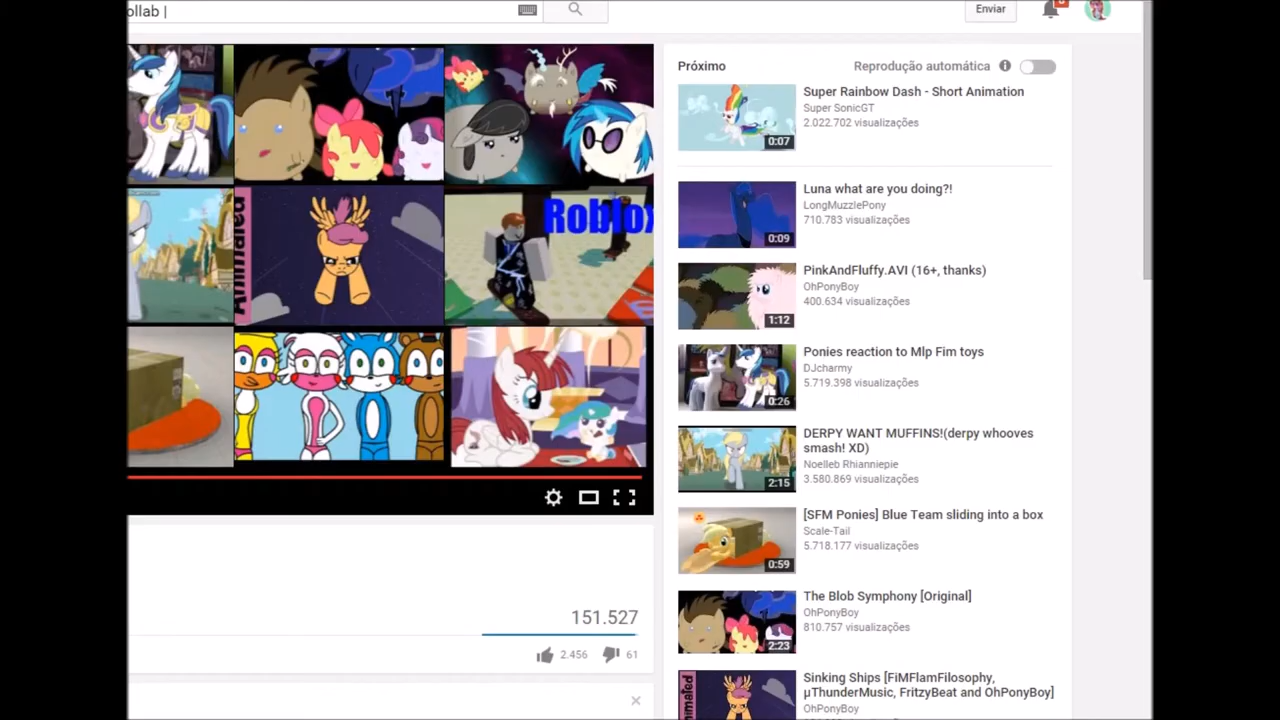 ollab |
Enviar
Próximo
Reprodução automática
Super Rainbow Dash - Short Animation
Super SonicGT
2.022.702 visualizações
0:07
Luna what are you doing?!
LongMuzzlePony
710.783 visualizações
0:09
PinkAndFluffy.AVI (16+, thanks)
OhPonyBoy
400.634 visualizações
1:12
Ponies reaction to Mlp Fim toys
DJcharmy
5.719.398 visualizações
0:26
DERPY WANT MUFFINS!(derpy whooves
smash! XD)
Noelleb Rhianniepie
3.580.869 visualizações
2:15
[SFM Ponies] Blue Team sliding into a box
Scale-Tail
5.718.177 visualizações
0:59
The Blob Symphony [Original]
OhPonyBoy
810.757 visualizações
2:23
Sinking Ships [FiMFlamFilosophy,
µThunderMusic, FritzyBeat and OhPonyBoy]
OhPonyBoy
Animated
Roblox
151.527
2.456
61